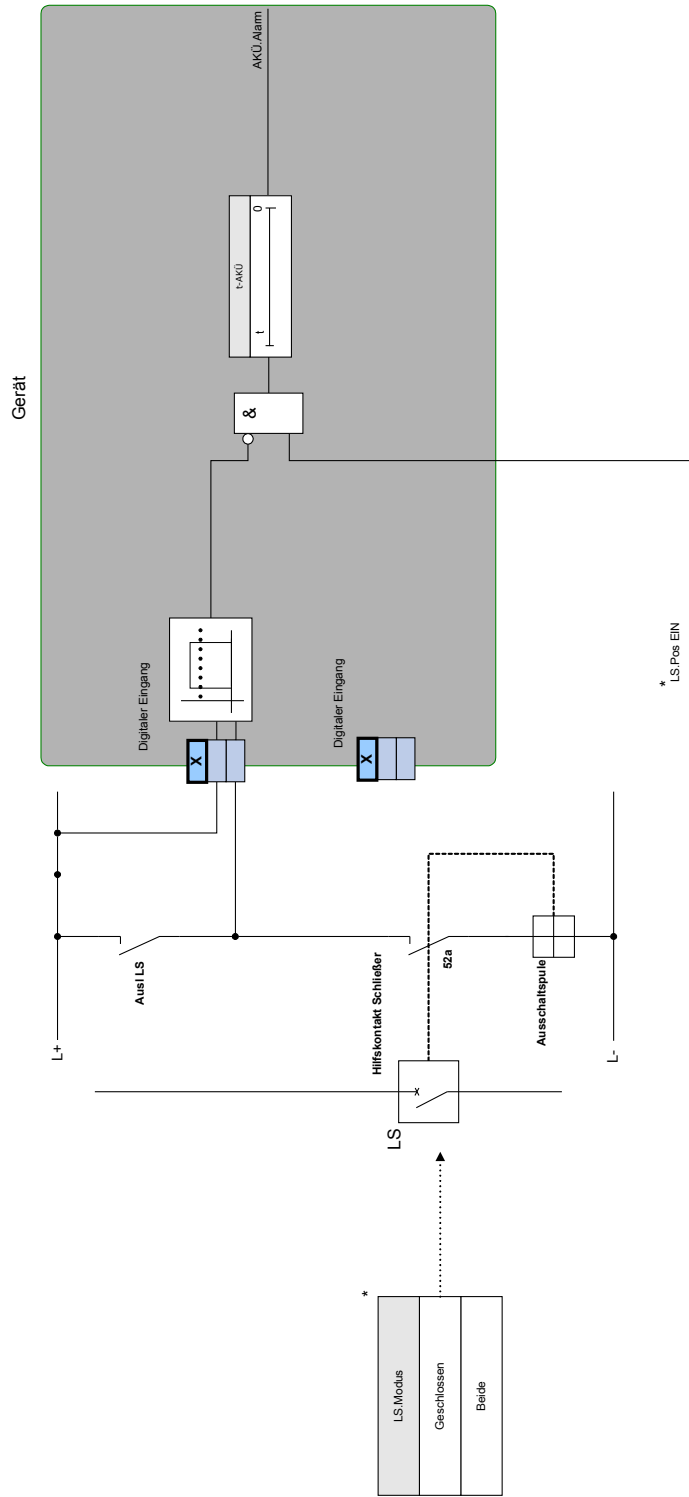 Gerät
AKÜ.Alarm
t-AKÜ
t
0
&
Digitaler Eingang
X
Digitaler Eingang
X
L+
Ausl LS
Hilfskontakt Schließer
52a
Ausschaltspule
L-
LS
*
LS.Modus
Geschlossen
Beide
*
LS.Pos EIN